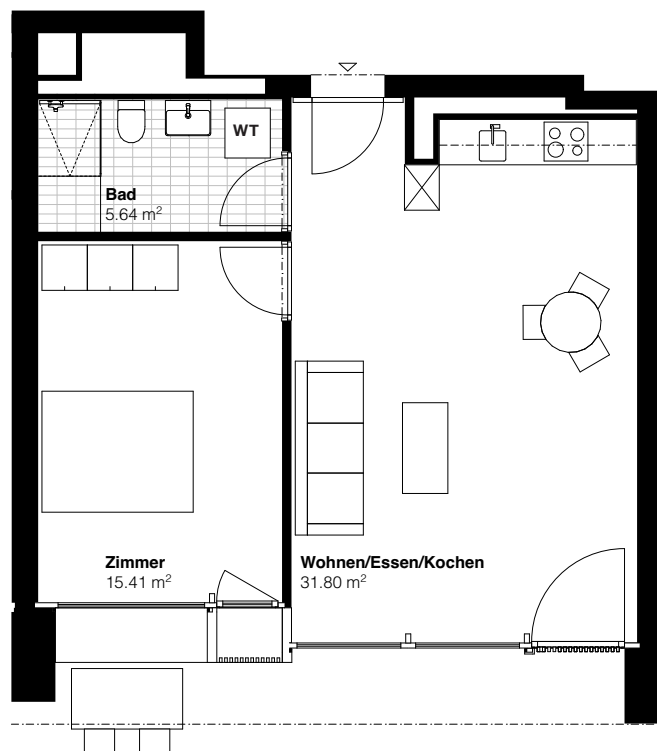 WT
Bad
5.64 m²
Zimmer
15.41 m²
Wohnen/Essen/Kochen
31.80 m²